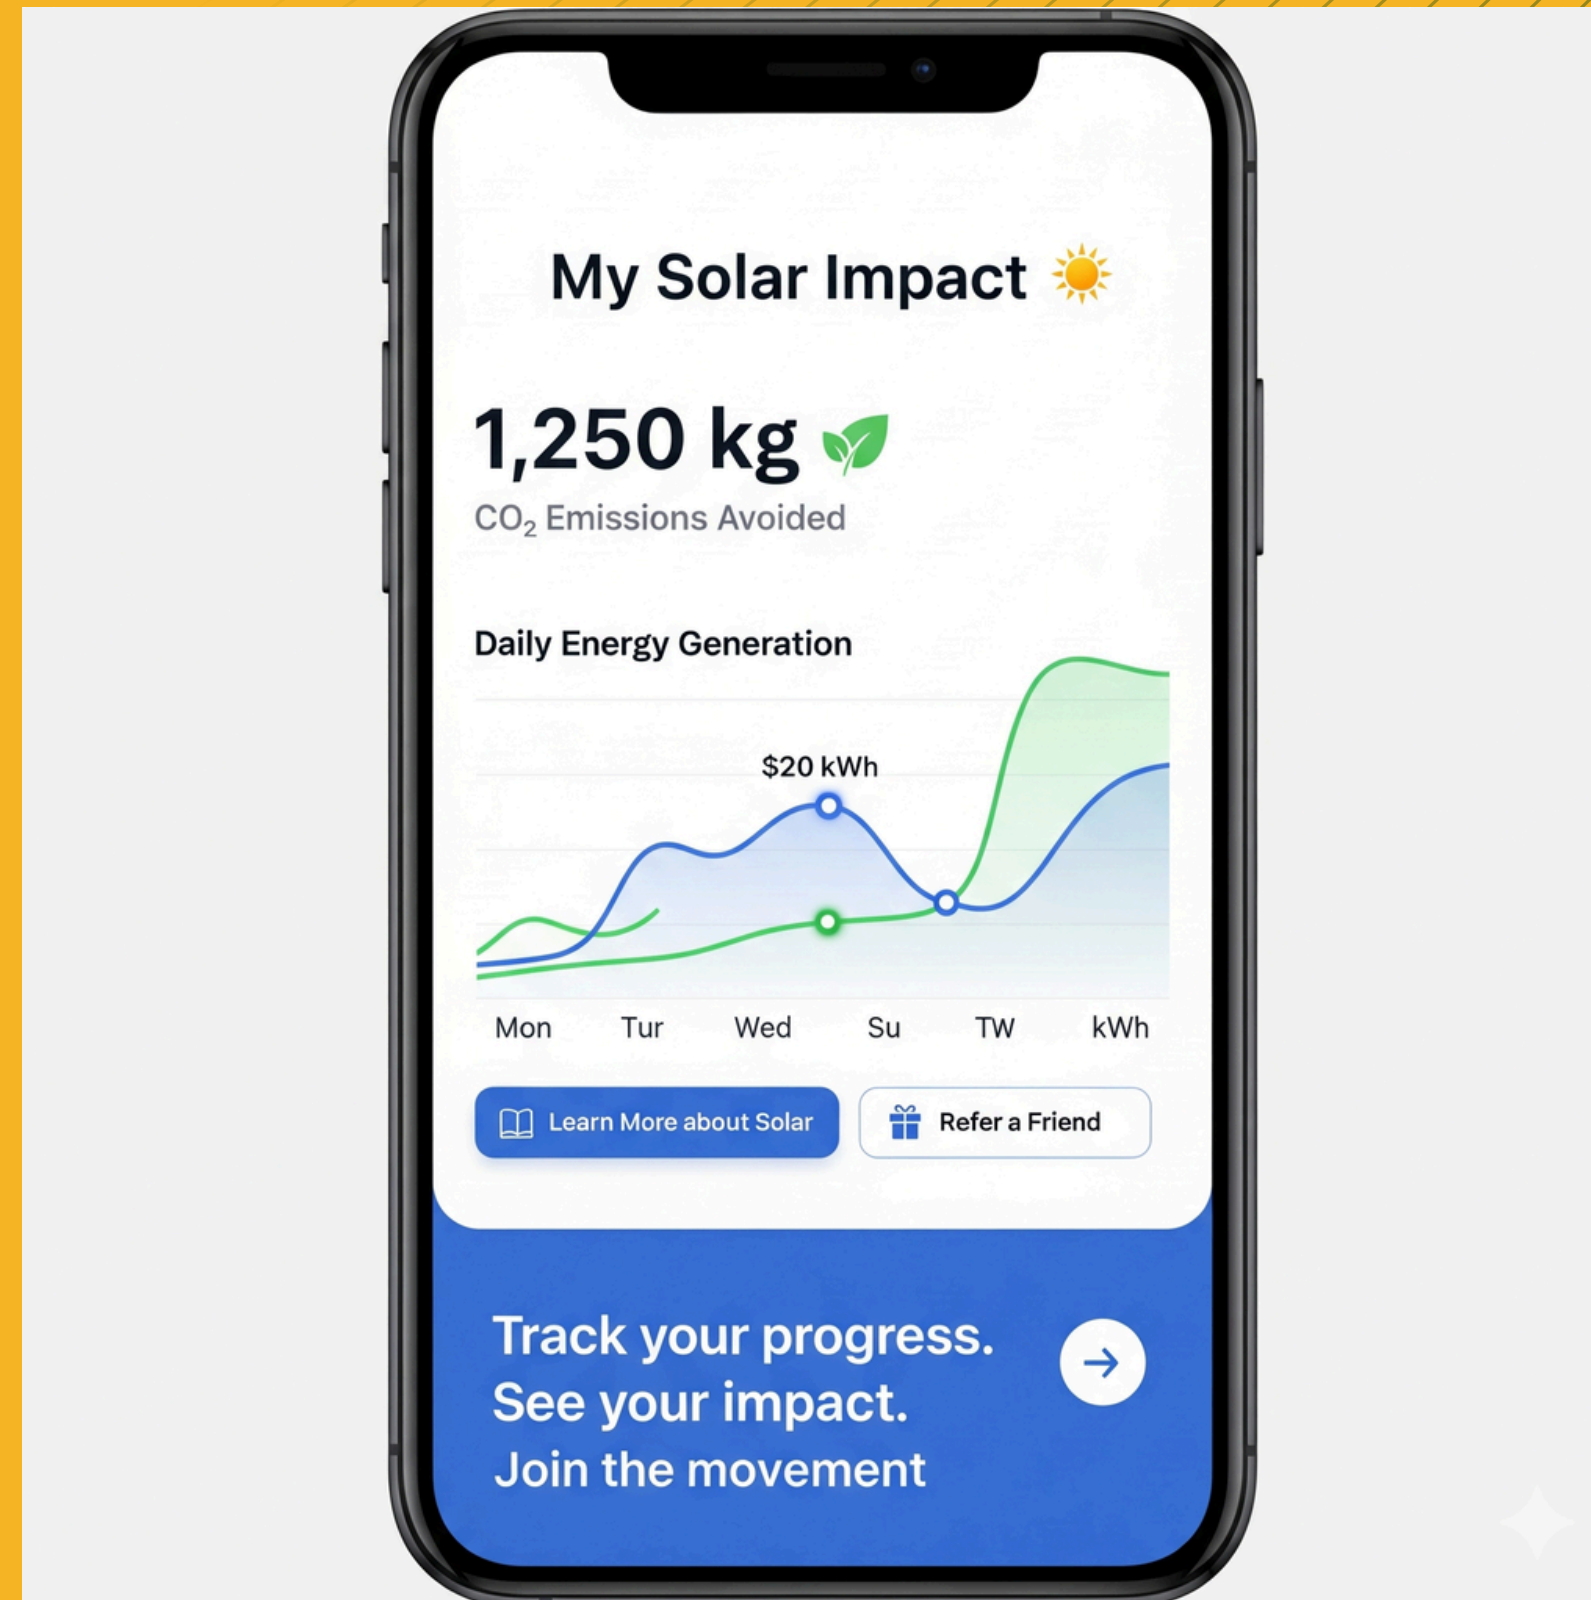 My Solar Impact
1,250 kg
CO₂ Emissions Avoided
Daily Energy Generation
$20 kWh
Mon Tur Wed Su TW kWh
Learn More about Solar
Refer a Friend
Track your progress.
See your impact.
Join the movement